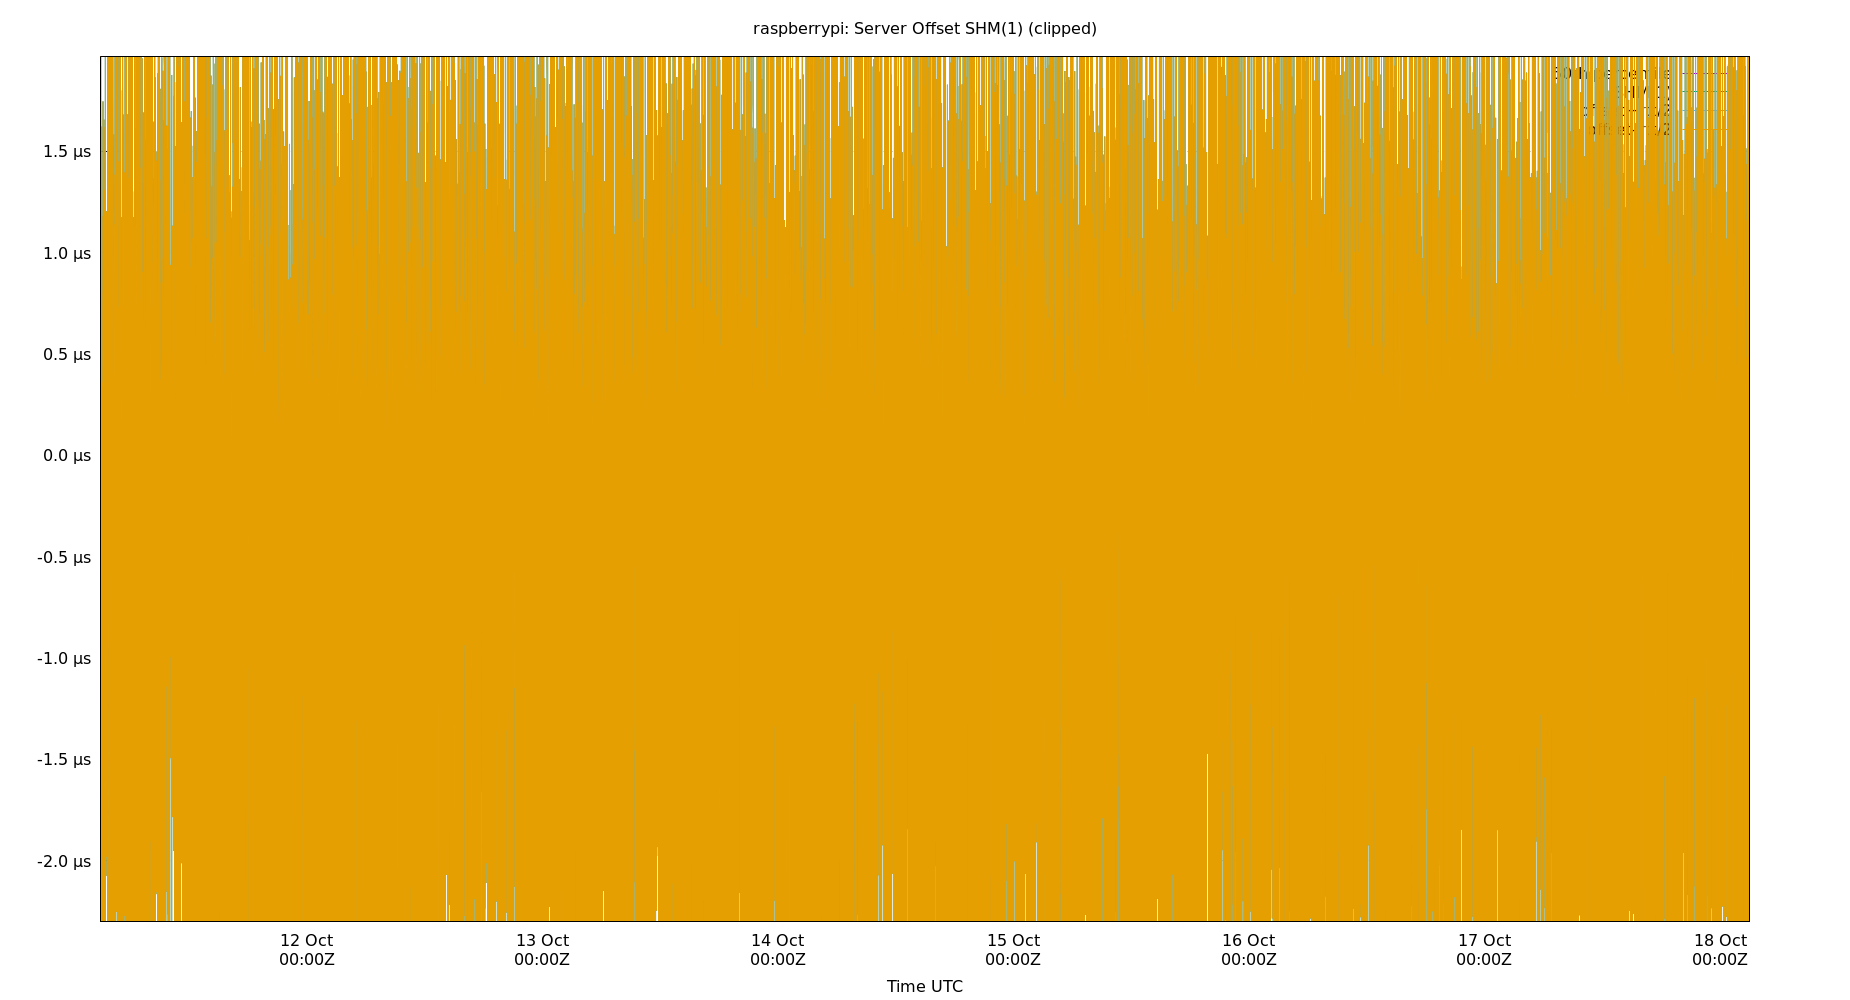 raspberrypi: Server Offset SHM(1) (clipped)
1.5 µs
1.0 µs
0.5 µs
0.0 µs
-0.5 µs
-1.0 µs
-1.5 µs
-2.0 µs
12 Oct 13 Oct 14 Oct 15 Oct 16 Oct 17 Oct 18 Oct
00:00Z 00:00Z 00:00Z 00:00Z 00:00Z 00:00Z 00:00Z
Time UTC